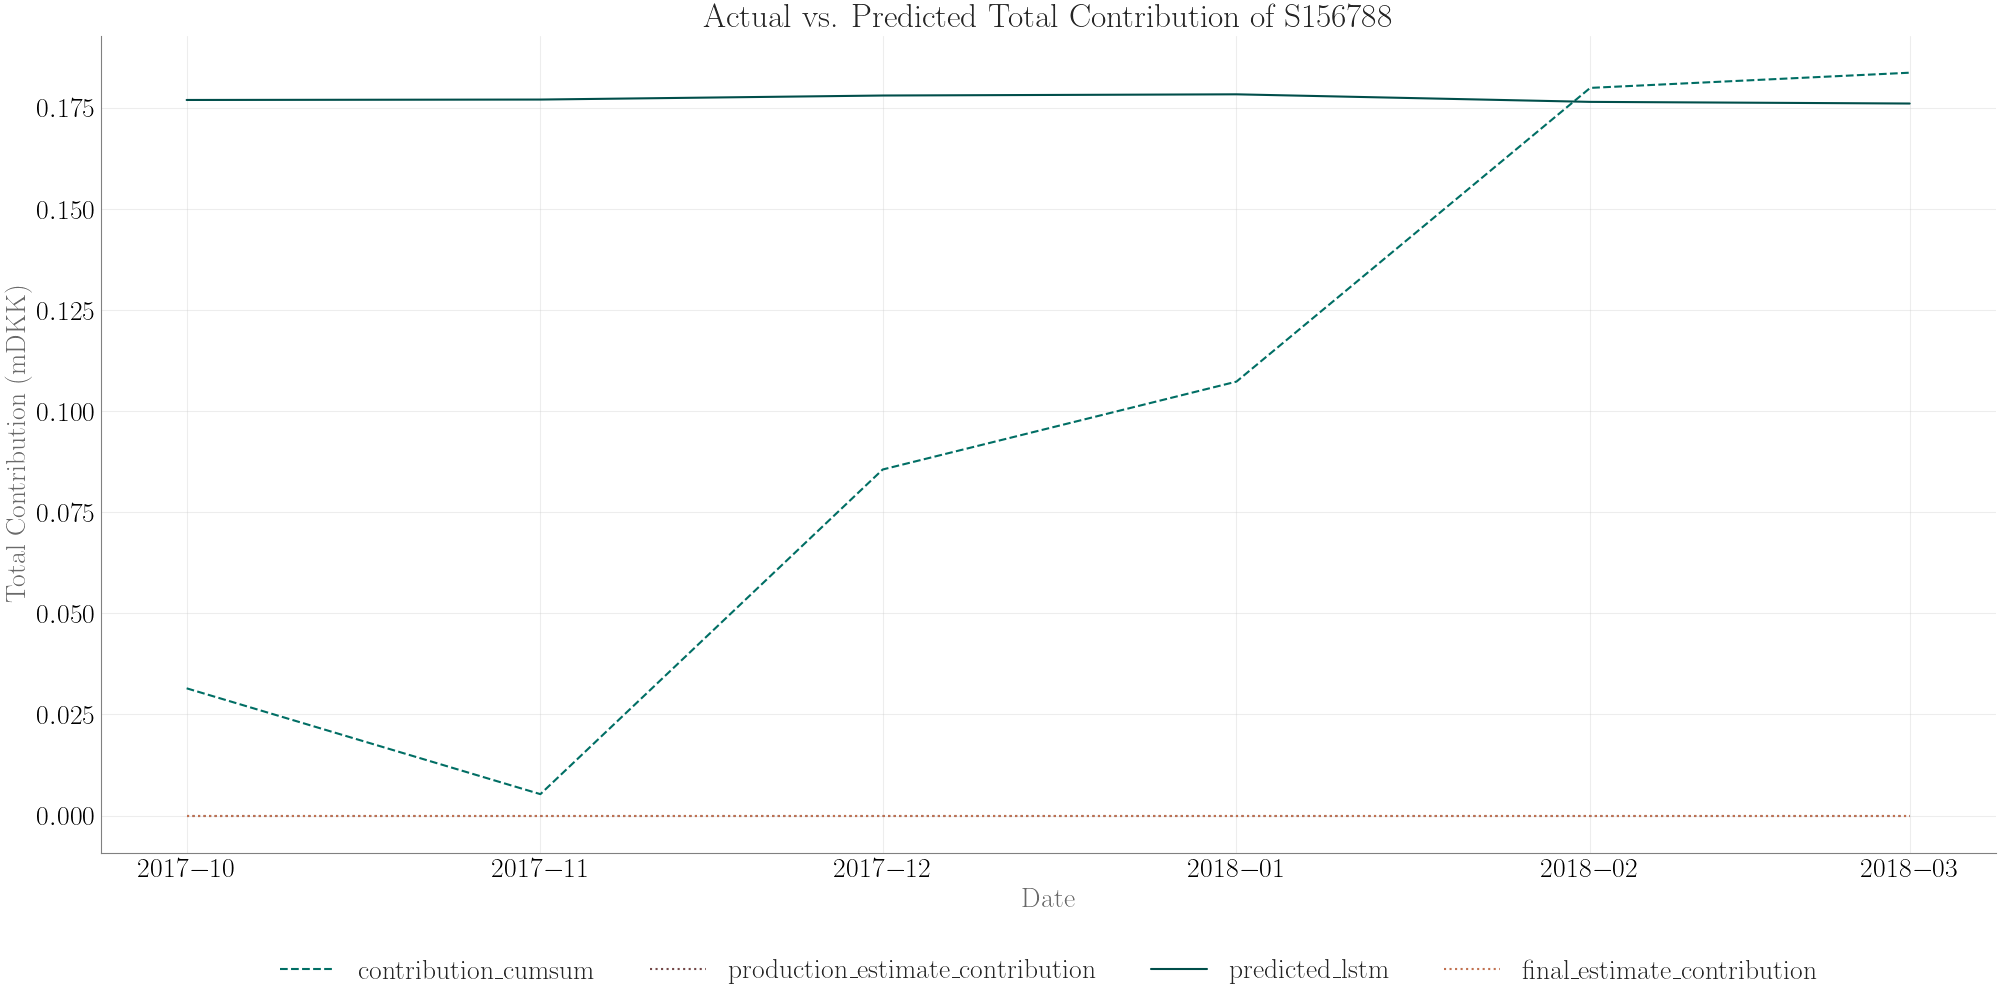 Actual vs. Predicted Total Contribution of S156788
Total Contribution (mDKK)
0.175
0.150
0.125
0.100
0.075
0.050
0.025
0.000
2017–10 2017–11 2017–12 2018–01 2018–02 2018–03
Date
contribution_cumsum production_estimate_contribution predicted_lstm final_estimate_contribution